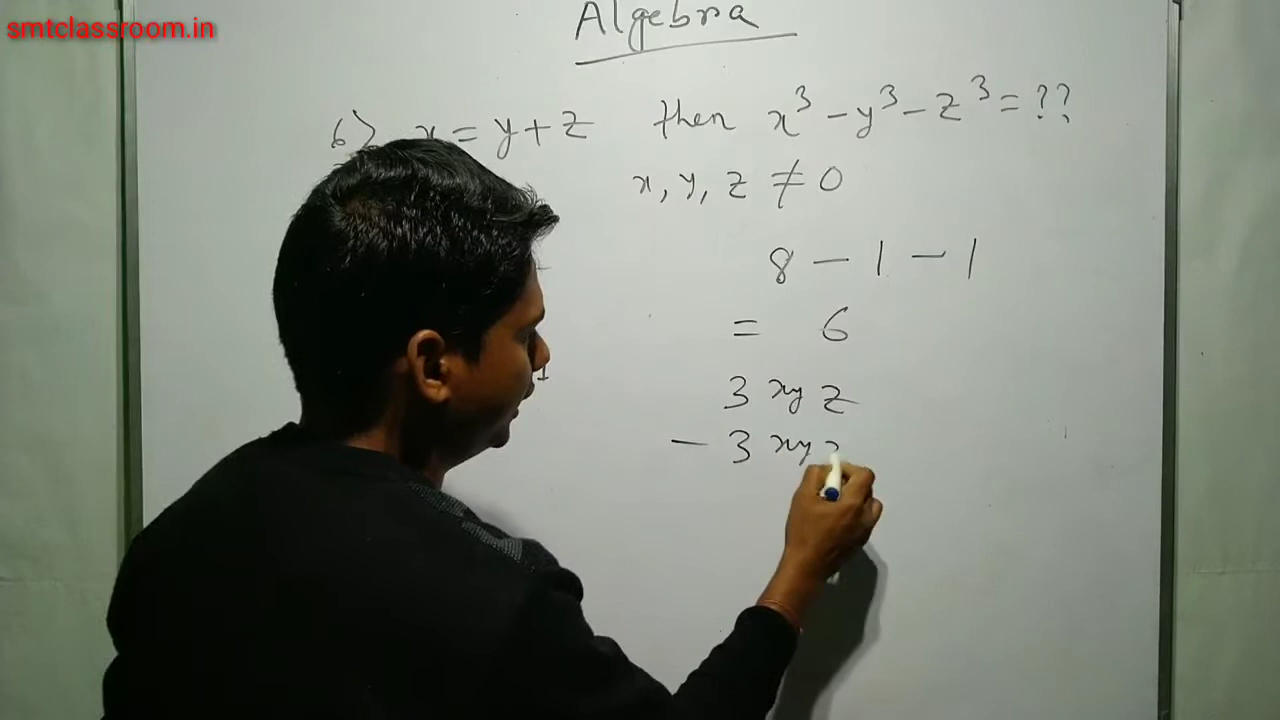 smtclassroom.in
Algebra
6) x = y + z then x³ - y³ - z³ = ??
x, y, z ≠ 0
8 - 1 - 1
= 6
3 xyz
- 3 xy